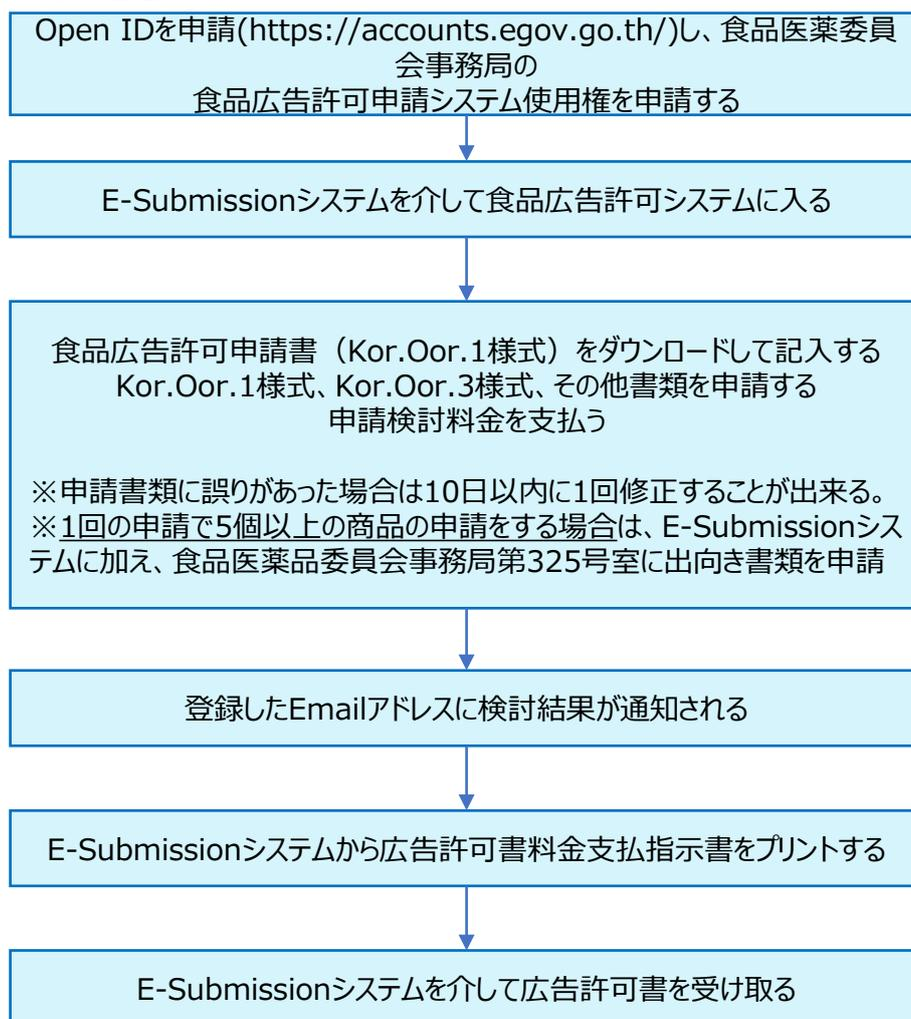 Open IDを申請(https://accounts.egov.go.th/)し、食品医薬委員
会事務局の
食品広告許可申請システム使用権を申請する
E-Submissionシステムを介して食品広告許可システムに入る
食品広告許可申請書（Kor.Oor.1様式）をダウンロードして記入する
Kor.Oor.1様式、Kor.Oor.3様式、その他書類を申請する
申請検討料金を支払う
※申請書類に誤りがあった場合は10日以内に1回修正することが出来る。
※1回の申請で5個以上の商品の申請をする場合は、E-Submissionシス
テムに加え、食品医薬品委員会事務局第325号室に出向き書類を申請
登録したEmailアドレスに検討結果が通知される
E-Submissionシステムから広告許可書料金支払指示書をプリントする
E-Submissionシステムを介して広告許可書を受け取る